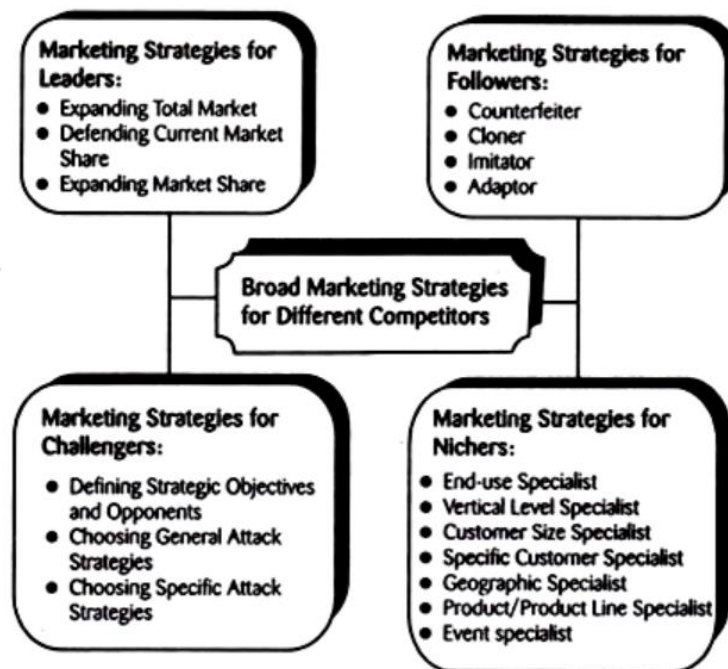 Marketing Strategies for
Leaders:
● Expanding Total Market
● Defending Current Market
Share
● Expanding Market Share
Marketing Strategies for
Followers:
● Counterfeiter
● Cloner
● Imitator
● Adaptor
Broad Marketing Strategies
for Different Competitors
Marketing Strategies for
Challengers:
● Defining Strategic Objectives
and Opponents
● Choosing General Attack
Strategies
● Choosing Specific Attack
Strategies
Marketing Strategies for
Nichers:
● End-use Specialist
● Vertical Level Specialist
● Customer Size Specialist
● Specific Customer Specialist
● Geographic Specialist
● Product/Product Line Specialist
● Event specialist